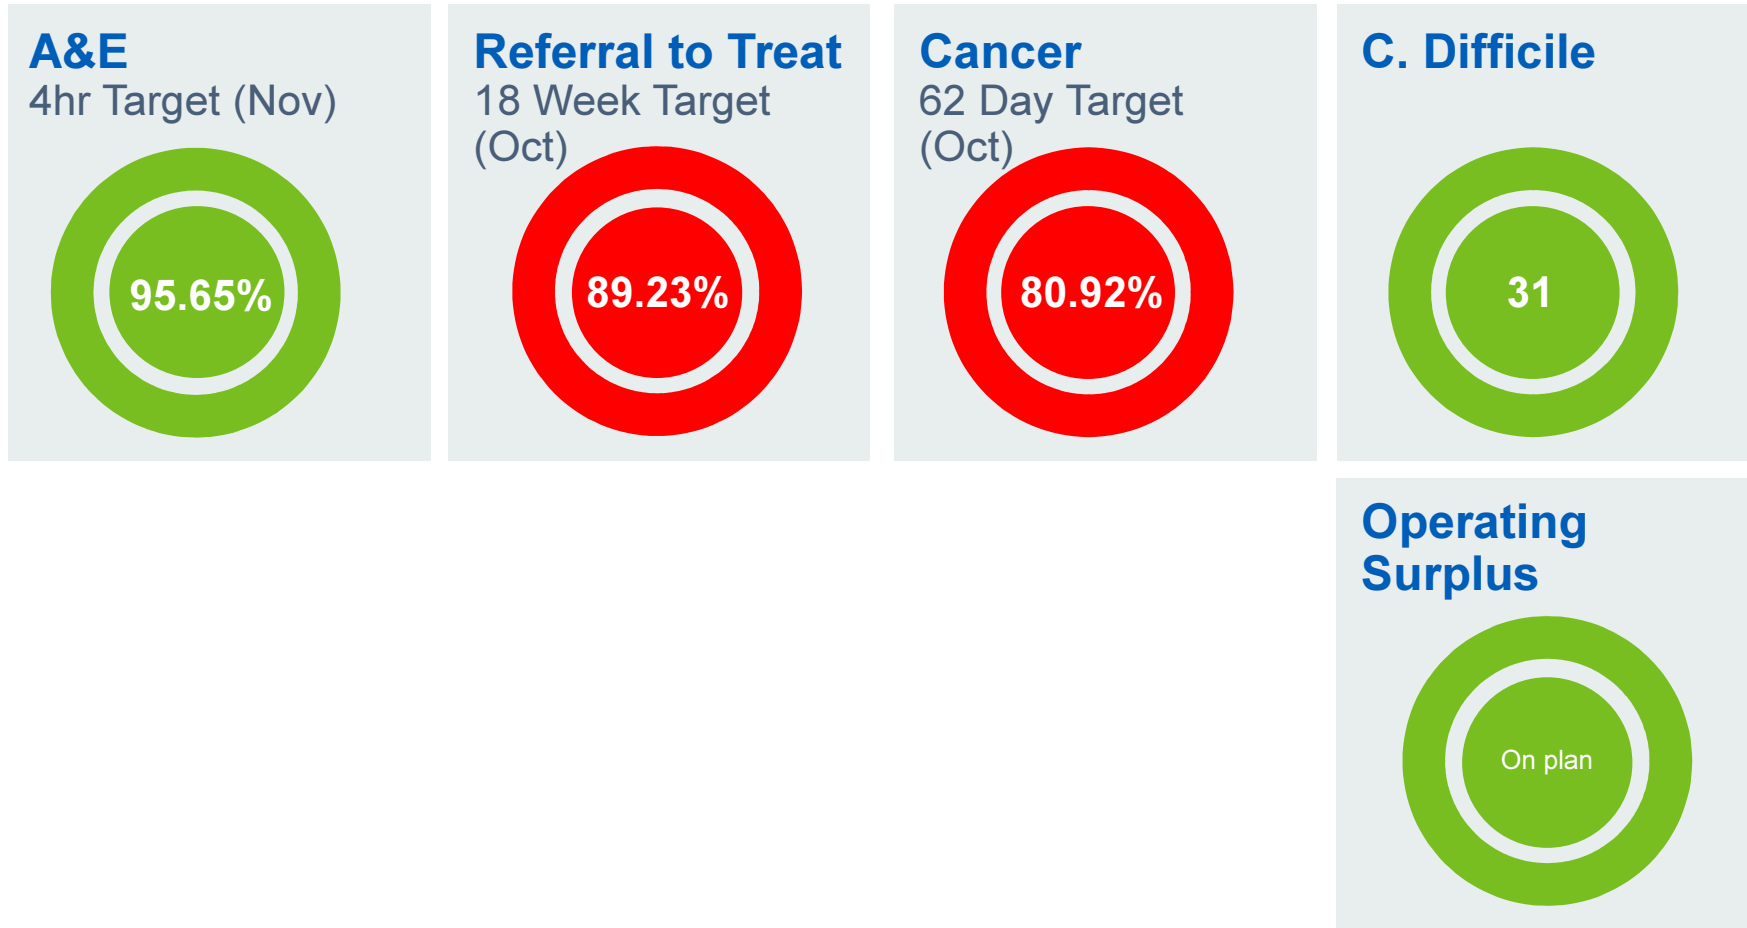 A&E
4hr Target (Nov)
95.65%
Referral to Treat
18 Week Target
(Oct)
89.23%
Cancer
62 Day Target
(Oct)
80.92%
C. Difficile
31
Operating
Surplus
On plan